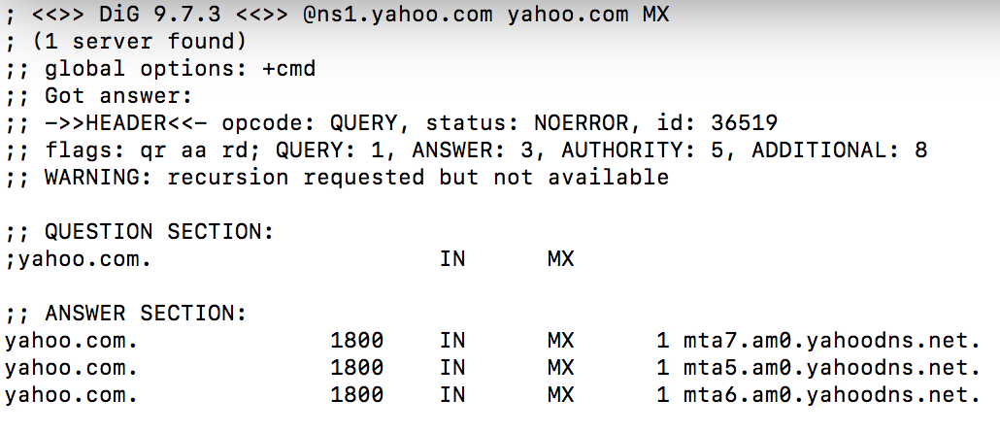 ; <<>> DiG 9.7.3 <<>> @ns1.yahoo.com yahoo.com MX
; (1 server found)
;; global options: +cmd
;; Got answer:
;; ->>HEADER<<- opcode: QUERY, status: NOERROR, id: 36519
;; flags: qr aa rd; QUERY: 1, ANSWER: 3, AUTHORITY: 5, ADDITIONAL: 8
;; WARNING: recursion requested but not available
;; QUESTION SECTION:
;yahoo.com. IN MX
;; ANSWER SECTION:
yahoo.com. 1800 IN MX 1 mta7.am0.yahoodns.net.
yahoo.com. 1800 IN MX 1 mta5.am0.yahoodns.net.
yahoo.com. 1800 IN MX 1 mta6.am0.yahoodns.net.